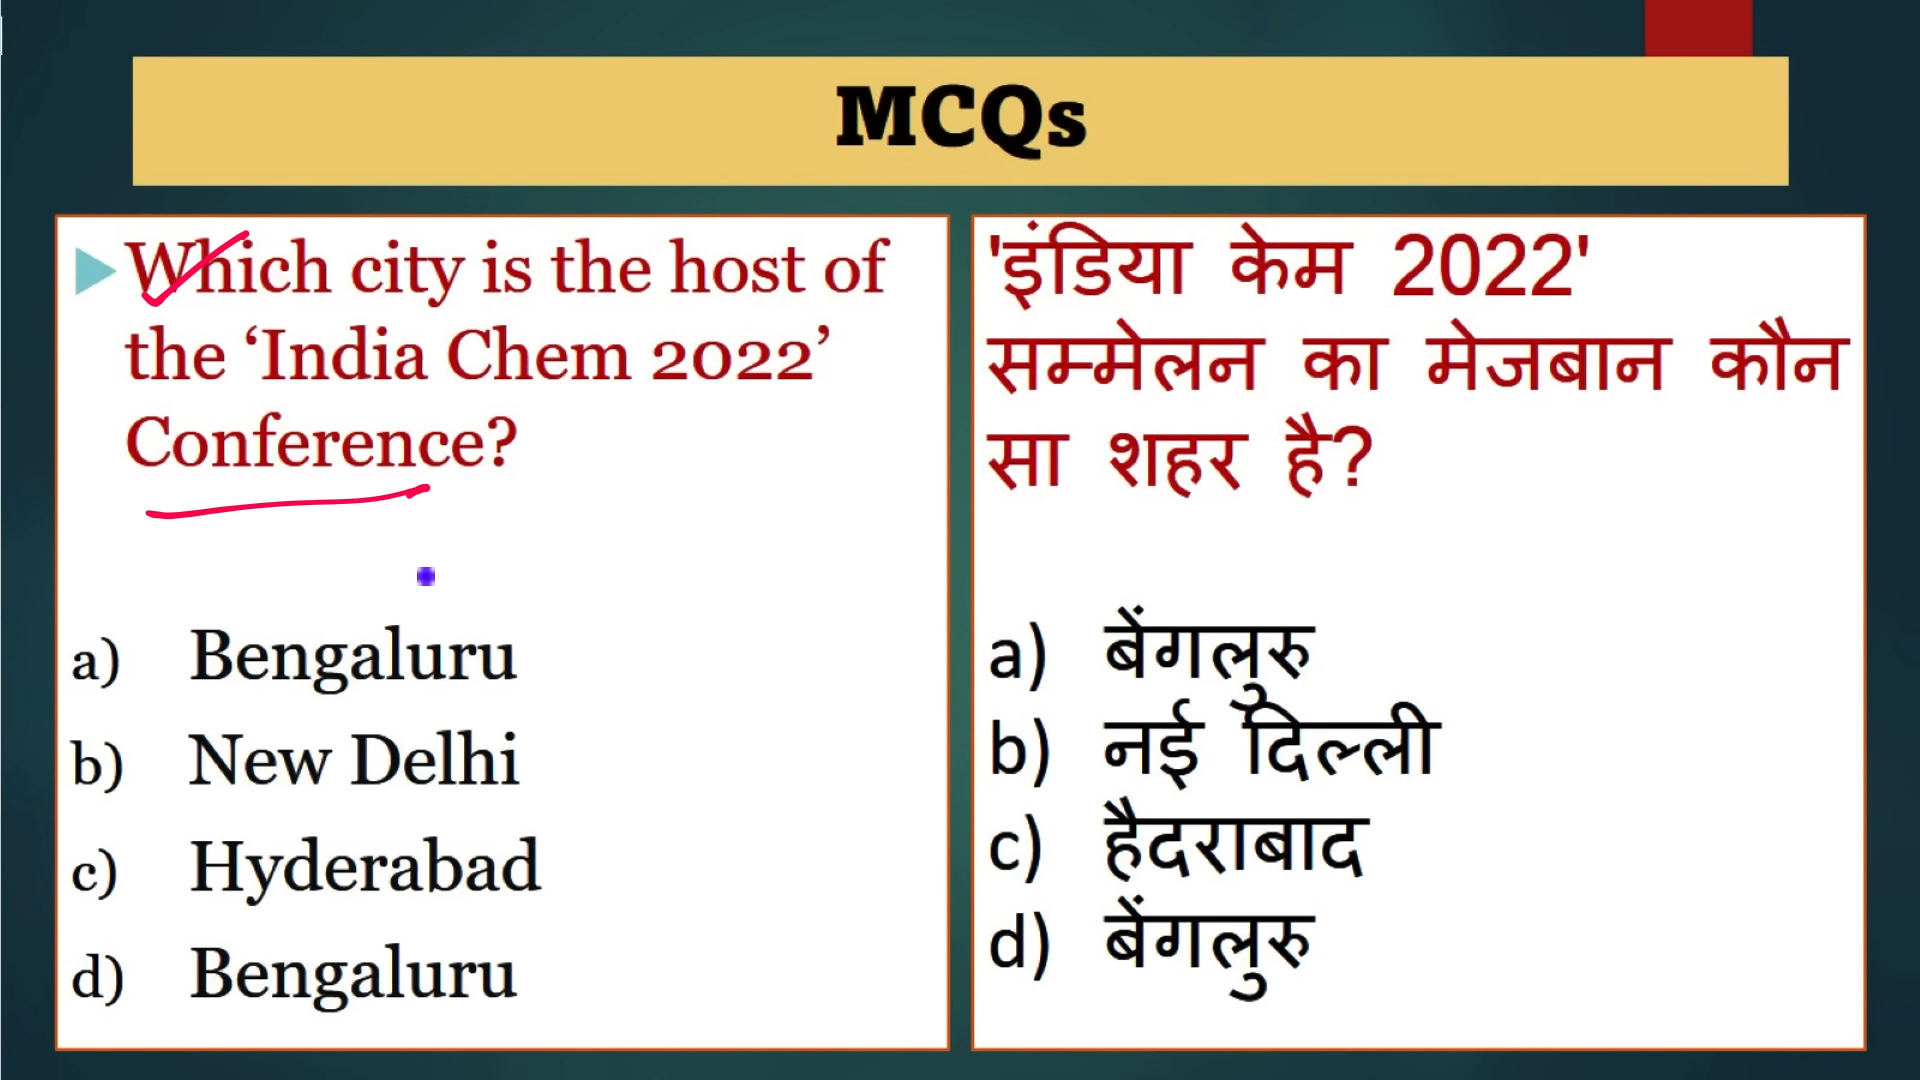 MCQs
Which city is the host of
the ‘India Chem 2022’
Conference?
a) Bengaluru
b) New Delhi
c) Hyderabad
d) Bengaluru
'इंडिया केम 2022'
सम्मेलन का मेजबान कौन
सा शहर है?
a) बेंगलुरु
b) नई दिल्ली
c) हैदराबाद
d) बेंगलुरु